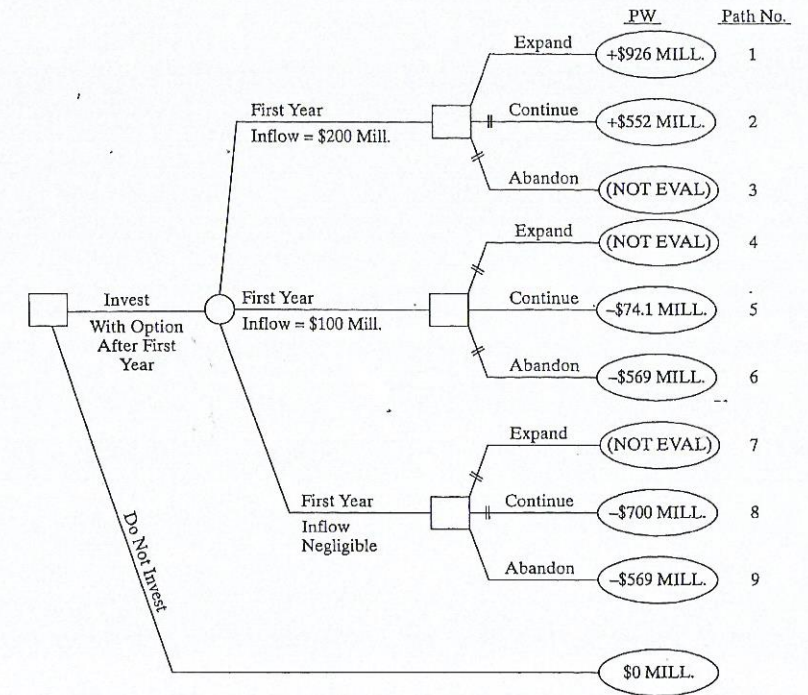 PW Path No.
Expand +$926 MILL. 1
First Year
Inflow = $200 Mill.
Continue +$552 MILL. 2
Abandon (NOT EVAL) 3
Expand (NOT EVAL) 4
Invest
With Option
After First
Year
First Year
Inflow = $100 Mill.
Continue –$74.1 MILL. 5
Abandon –$569 MILL. 6
Expand (NOT EVAL) 7
First Year
Inflow
Negligible
Continue –$700 MILL. 8
Abandon –$569 MILL. 9
Do Not Invest
$0 MILL.